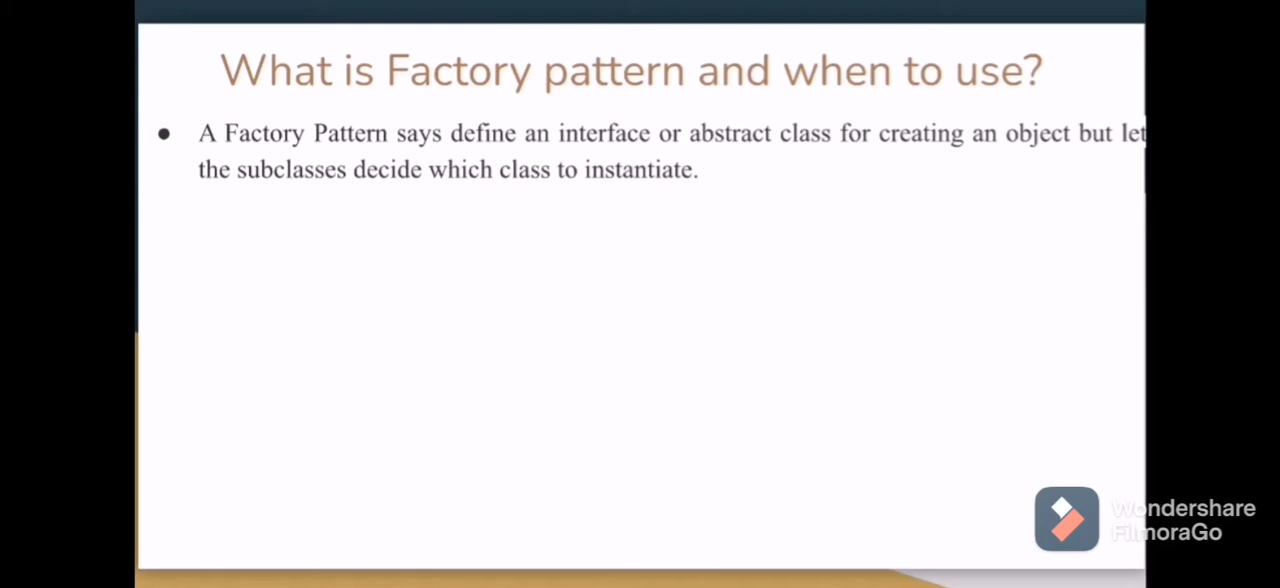 What is Factory pattern and when to use?
● A Factory Pattern says define an interface or abstract class for creating an object but let
the subclasses decide which class to instantiate.
Wondershare
FilmoraGo